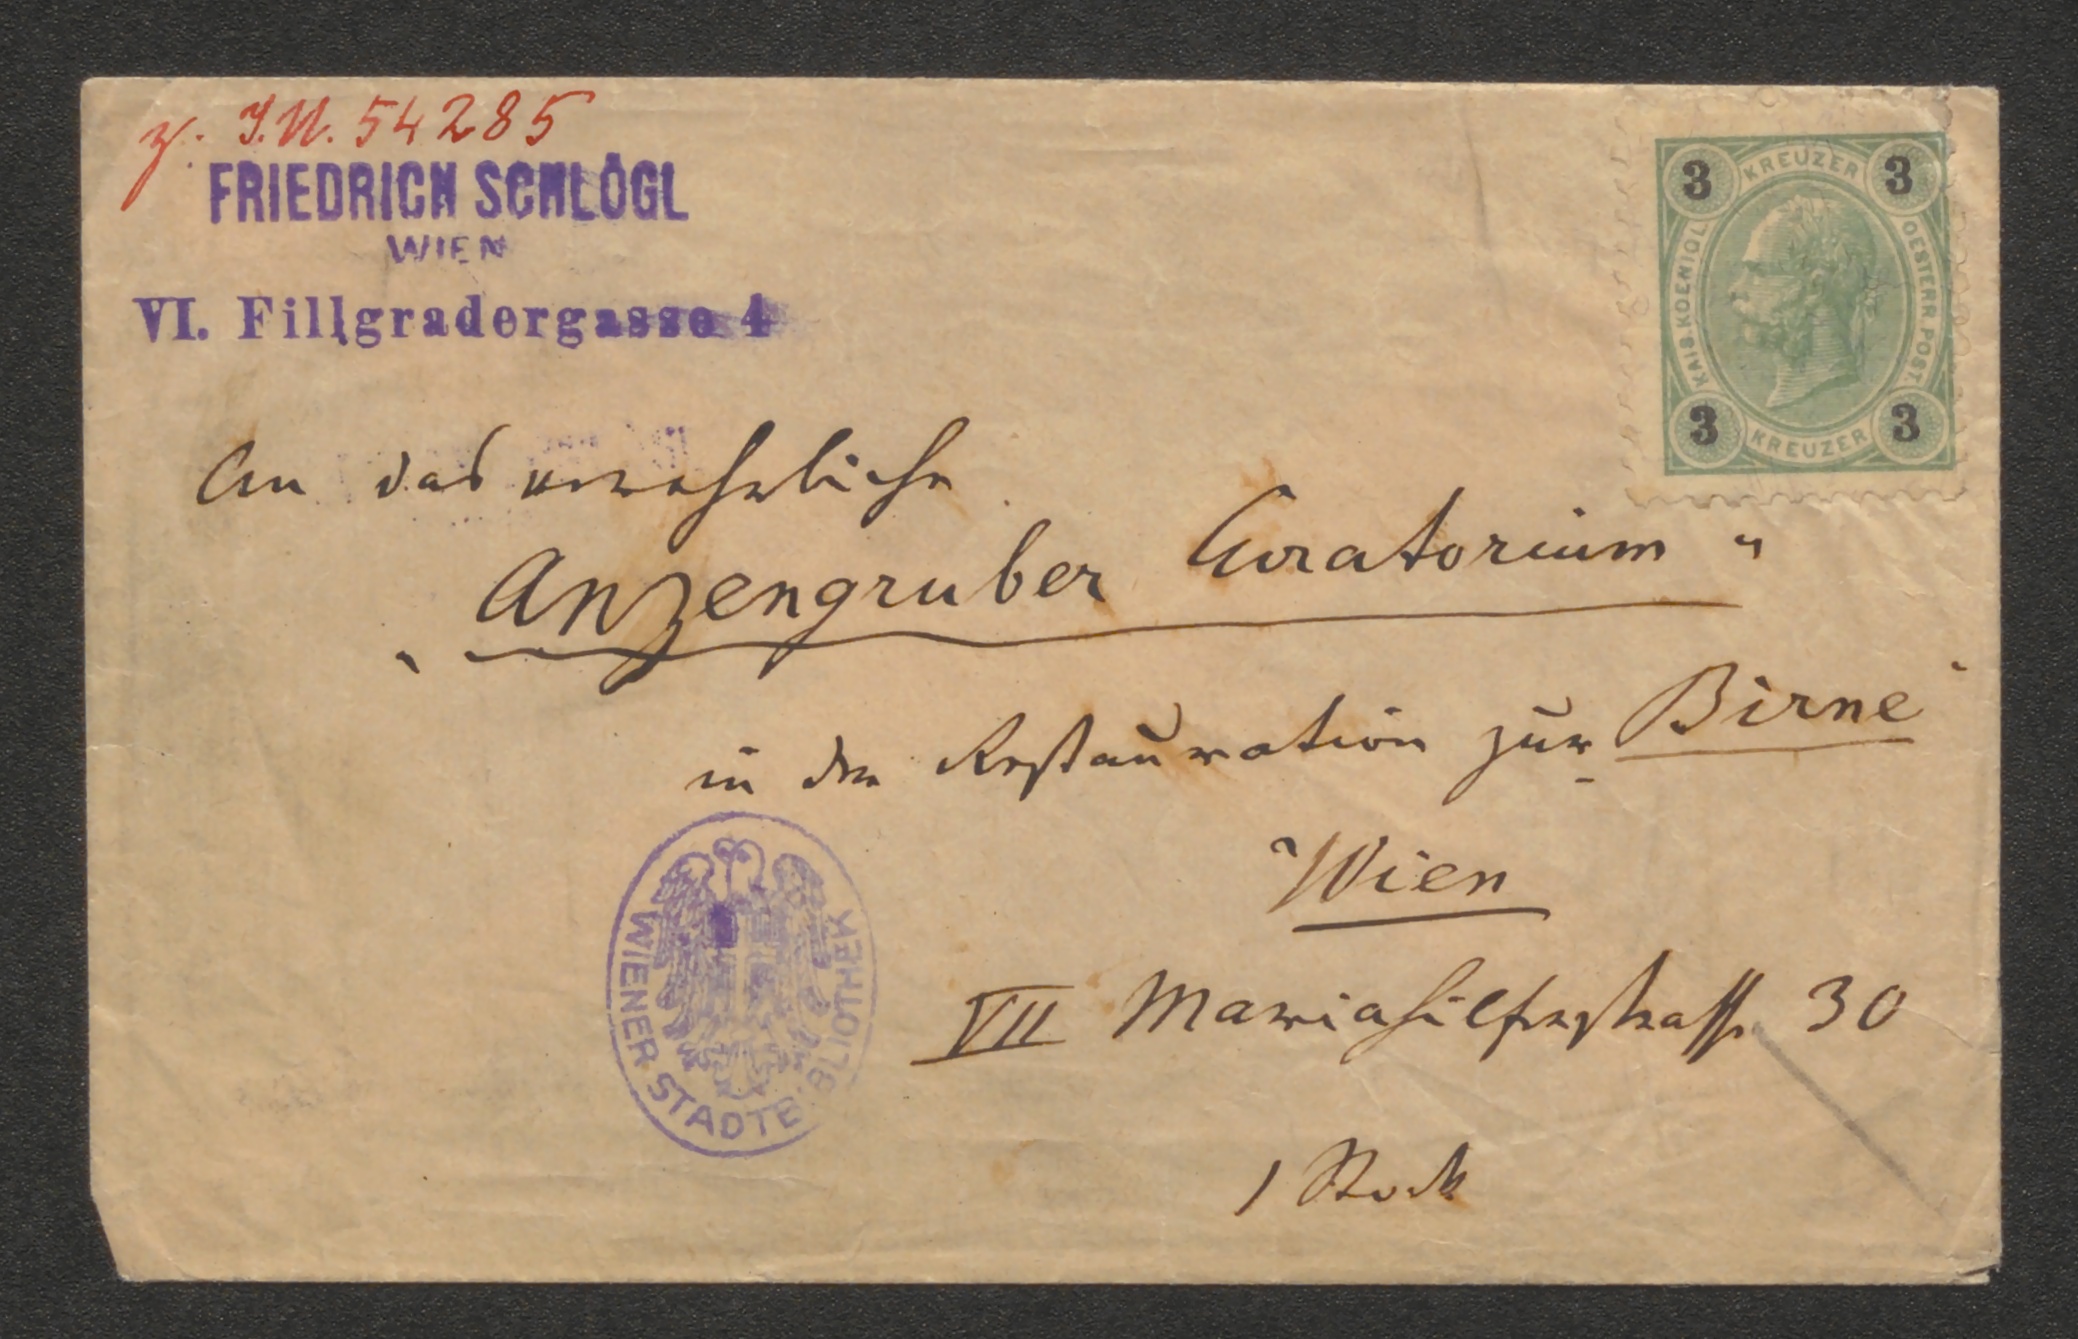 z. I.N. 54285
FRIEDRICH SCHLÖGL
WIEN
VI. Fillgradergasse 4
3 KREUZER 3
KAIS. KOENIGL. OESTERR. POST.
3 KREUZER 3
An das verehrliche
„Anzengruber Curatorium“
in der Restauration zur Birne
Wien
VII Mariahilferstrasse 30
1 Stock
WIENER STADTBIBLIOTHEK